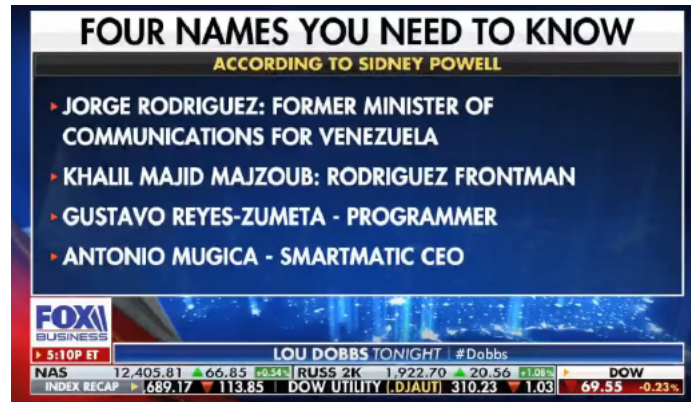 FOUR NAMES YOU NEED TO KNOW
ACCORDING TO SIDNEY POWELL
JORGE RODRIGUEZ: FORMER MINISTER OF
COMMUNICATIONS FOR VENEZUELA
KHALIL MAJID MAJZOUB: RODRIGUEZ FRONTMAN
GUSTAVO REYES-ZUMETA - PROGRAMMER
ANTONIO MUGICA - SMARTMATIC CEO
FOX
BUSINESS
5:10P ET
LOU DOBBS TONIGHT | #Dobbs
NAS 12,405.81 ▲ 66.85 +0.54% RUSS 2K 1,922.70 ▲ 20.56 +1.08% DOW
INDEX RECAP ,689.17 ▼ 113.85 DOW UTILITY (.DJAUT) 310.23 ▼ 1.03 ▼ 69.55 -0.23%